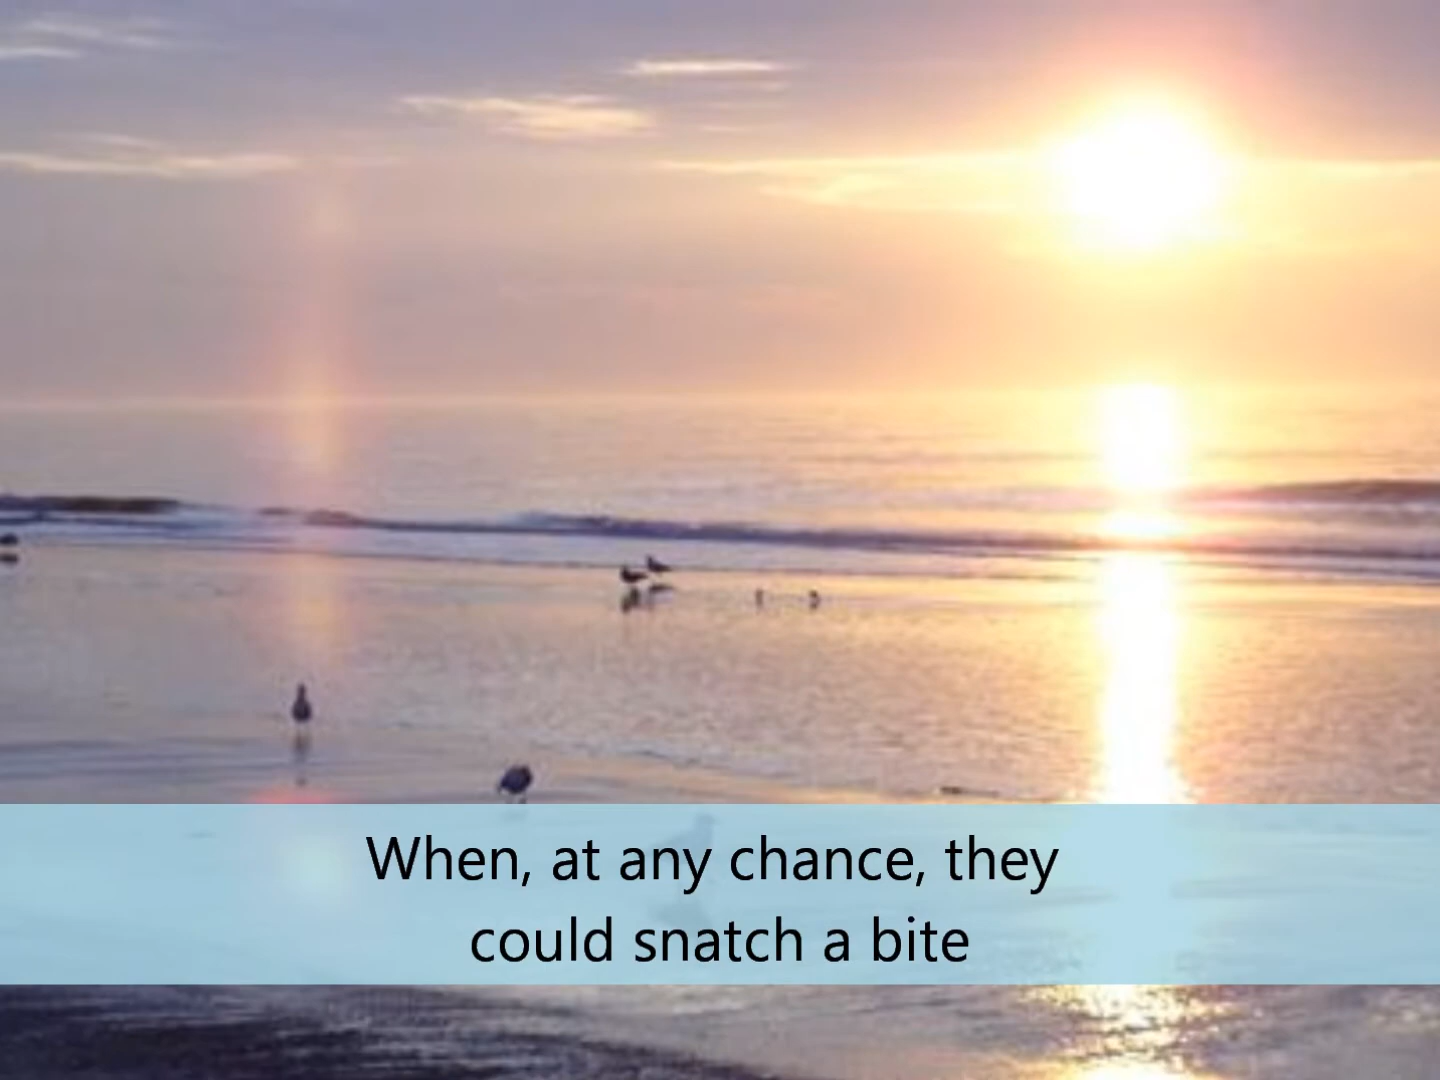 When, at any chance, they
could snatch a bite